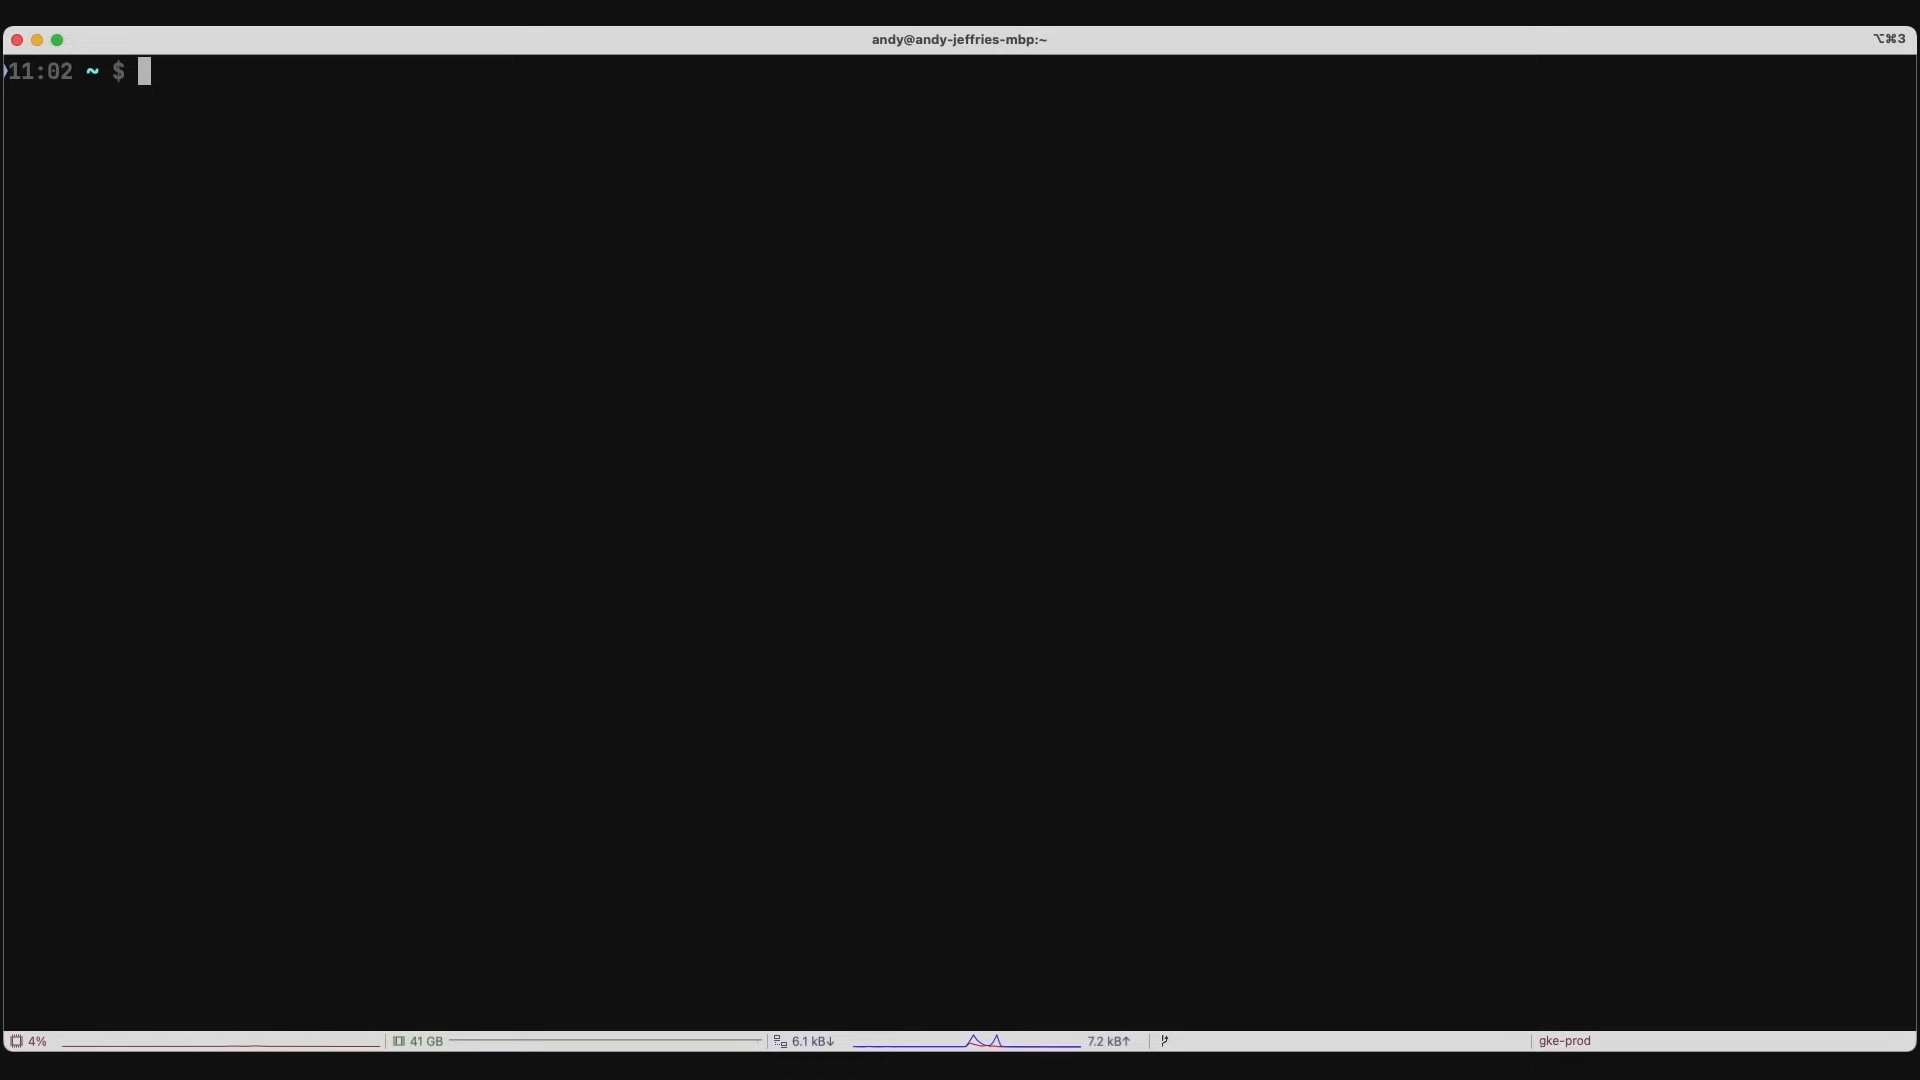 andy@andy-jeffries-mbp:~
⌥⌘3
11:02 ~ $
4%
41 GB
6.1 kB↓
7.2 kB↑
gke-prod